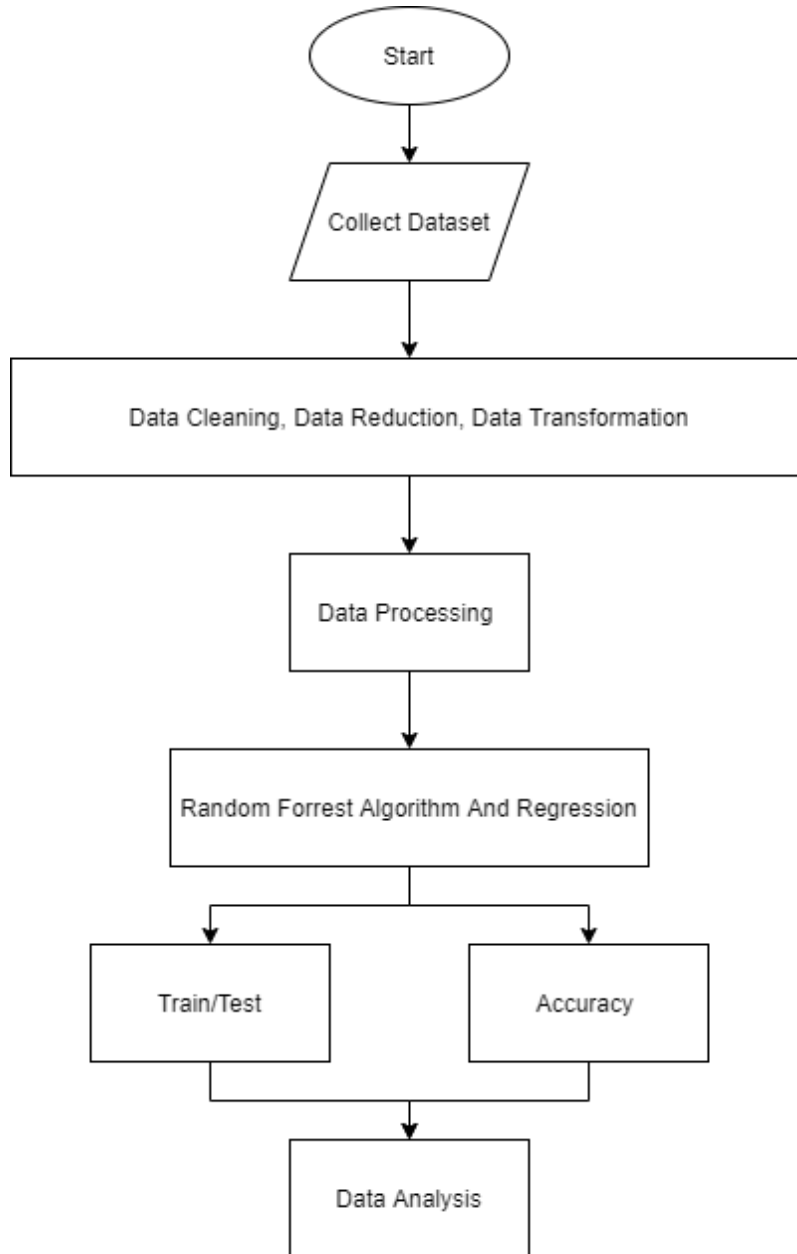 Start
Collect Dataset
Data Cleaning, Data Reduction, Data Transformation
Data Processing
Random Forrest Algorithm And Regression
Train/Test
Accuracy
Data Analysis